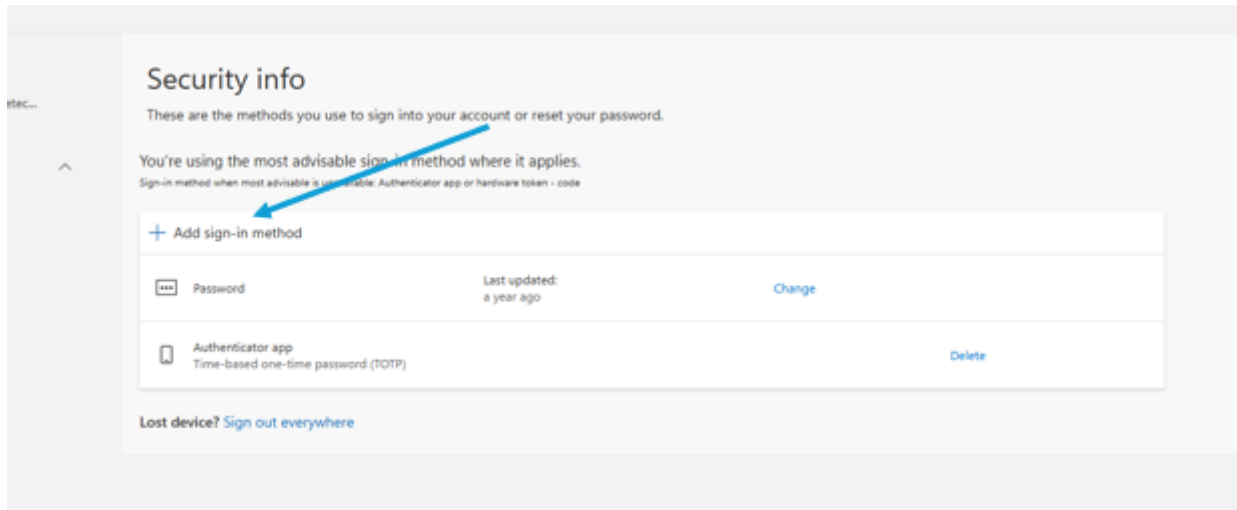 Security info
etec...
These are the methods you use to sign into your account or reset your password.
You're using the most advisable sign-in method where it applies.
Sign-in method when most advisable is unavailable: Authenticator app or hardware token - code
Add sign-in method
Password
Last updated:
a year ago
Change
Authenticator app
Time-based one-time password (TOTP)
Delete
Lost device? Sign out everywhere